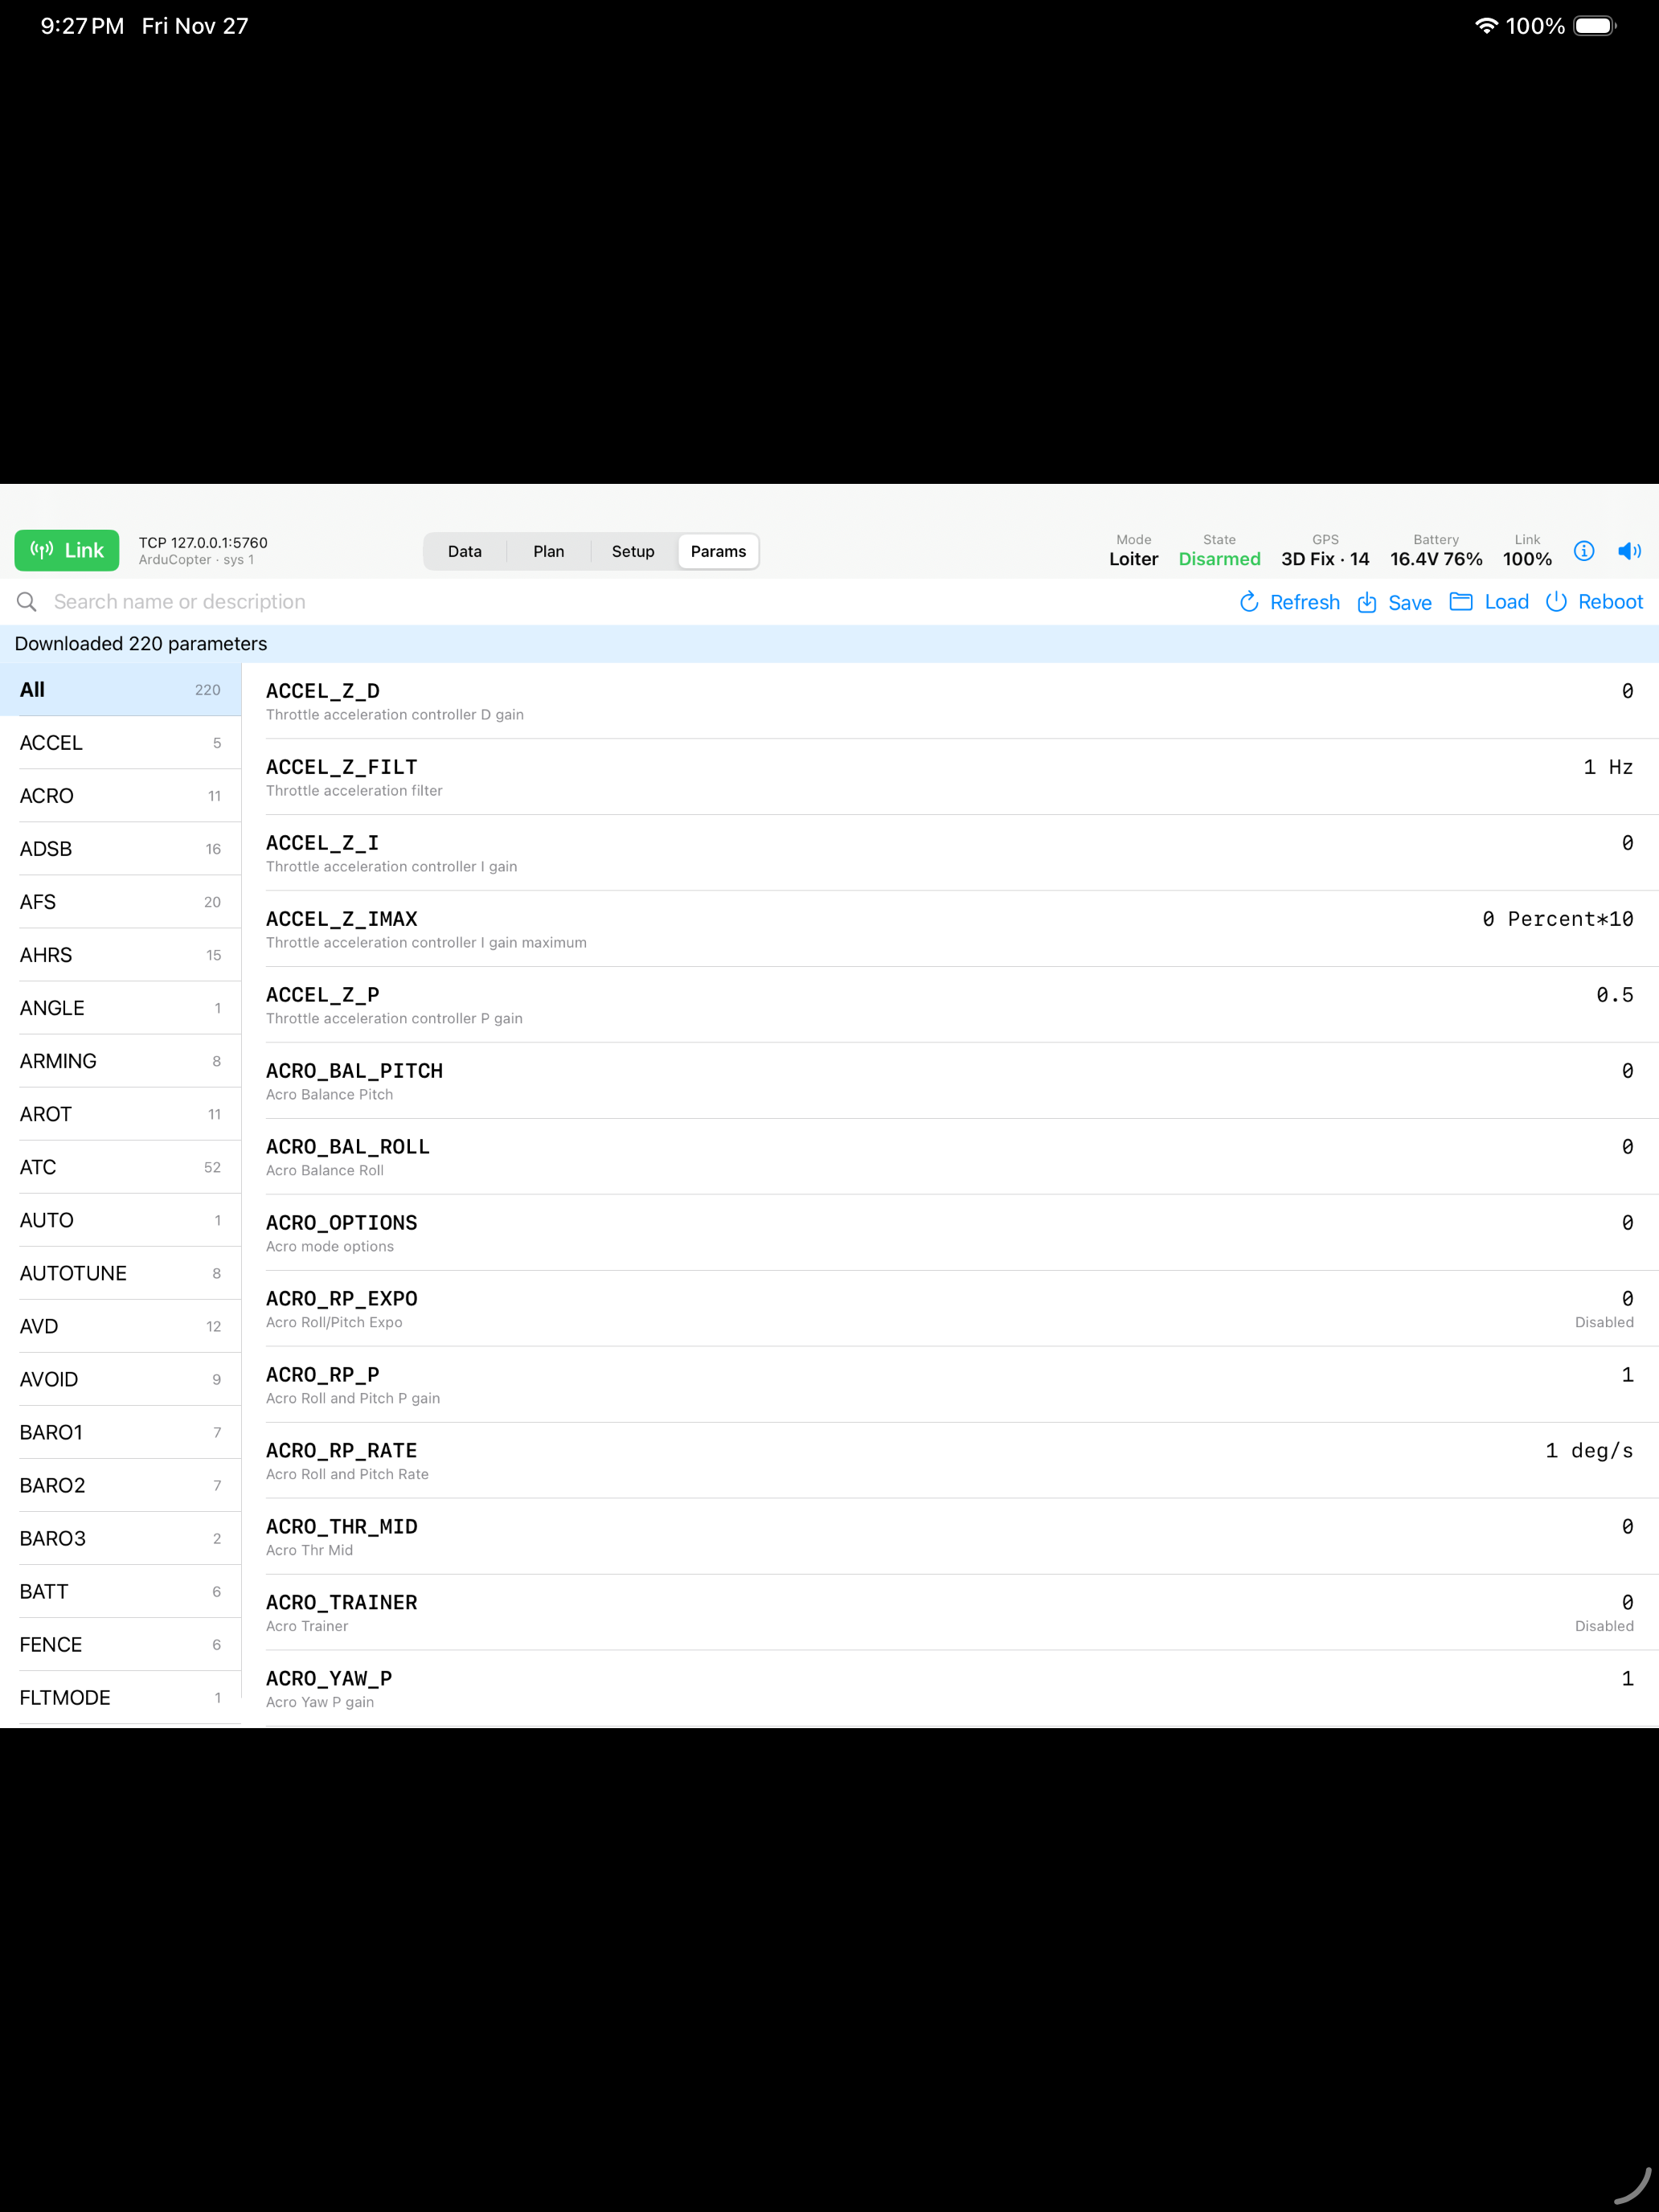 9:27 PM Fri Nov 27
100%
Link
TCP 127.0.0.1:5760
ArduCopter · sys 1
Data
Plan
Setup
Params
Mode
Loiter
State
Disarmed
GPS
3D Fix · 14
Battery
16.4V 76%
Link
100%
Search name or description
Refresh
Save
Load
Reboot
Downloaded 220 parameters
All 220
ACCEL 5
ACRO 11
ADSB 16
AFS 20
AHRS 15
ANGLE 1
ARMING 8
AROT 11
ATC 52
AUTO 1
AUTOTUNE 8
AVD 12
AVOID 9
BARO1 7
BARO2 7
BARO3 2
BATT 6
FENCE 6
FLTMODE 1
ACCEL_Z_D 0
Throttle acceleration controller D gain
ACCEL_Z_FILT 1 Hz
Throttle acceleration filter
ACCEL_Z_I 0
Throttle acceleration controller I gain
ACCEL_Z_IMAX 0 Percent*10
Throttle acceleration controller I gain maximum
ACCEL_Z_P 0.5
Throttle acceleration controller P gain
ACRO_BAL_PITCH 0
Acro Balance Pitch
ACRO_BAL_ROLL 0
Acro Balance Roll
ACRO_OPTIONS 0
Acro mode options
ACRO_RP_EXPO 0
Acro Roll/Pitch Expo Disabled
ACRO_RP_P 1
Acro Roll and Pitch P gain
ACRO_RP_RATE 1 deg/s
Acro Roll and Pitch Rate
ACRO_THR_MID 0
Acro Thr Mid
ACRO_TRAINER 0
Acro Trainer Disabled
ACRO_YAW_P 1
Acro Yaw P gain